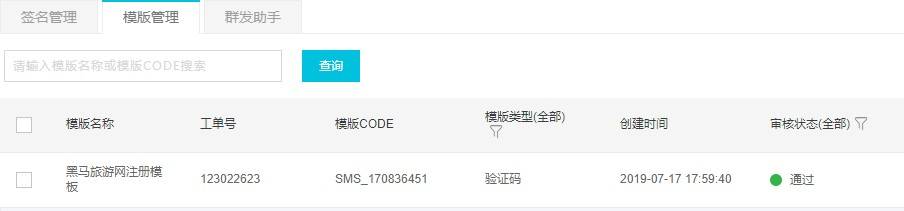 签名管理 模版管理 群发助手
请输入模版名称或模版CODE搜索 查询
模版名称 工单号 模版CODE 模版类型(全部) 创建时间 审核状态(全部)
黑马旅游网注册模
板 123022623 SMS_170836451 验证码 2019-07-17 17:59:40 通过